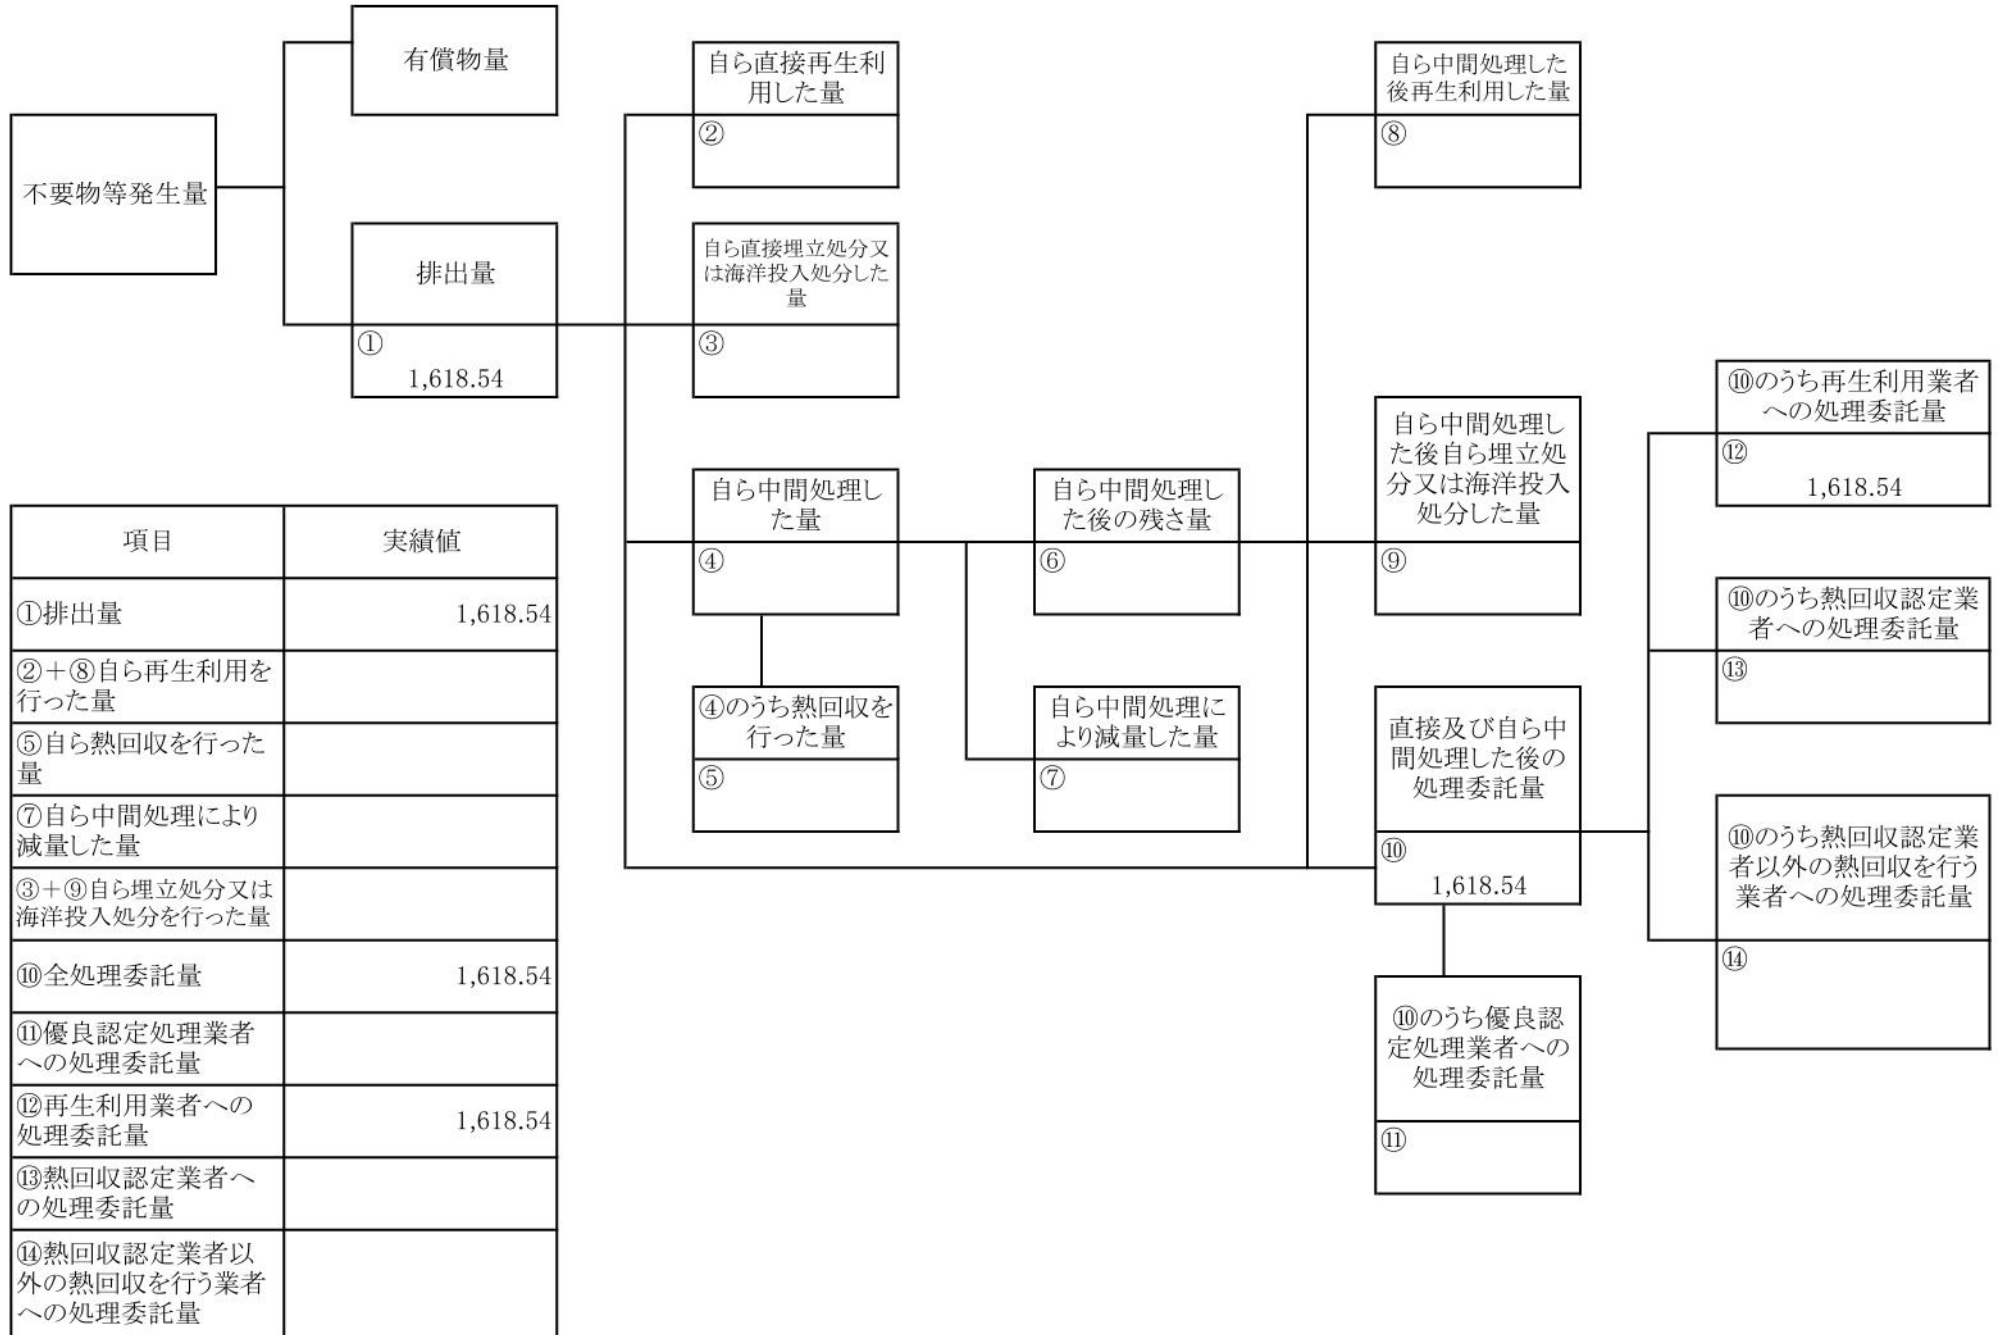 有償物量
不要物等発生量
排出量
①
1,618.54
自ら直接再生利
用した量
②
自ら直接埋立処分又
は海洋投入処分した
量
③
自ら中間処理し
た量
④
④のうち熱回収を
行った量
⑤
自ら中間処理し
た後の残さ量
⑥
自ら中間処理に
より減量した量
⑦
自ら中間処理した
後再生利用した量
⑧
自ら中間処理し
た後自ら埋立処
分又は海洋投入
処分した量
⑨
直接及び自ら中
間処理した後の
処理委託量
⑩
1,618.54
⑩のうち優良認
定処理業者への
処理委託量
⑪
⑩のうち再生利用業者
への処理委託量
⑫
1,618.54
⑩のうち熱回収認定業
者への処理委託量
⑬
⑩のうち熱回収認定業
者以外の熱回収を行う
業者への処理委託量
⑭
項目
実績値
①排出量
1,618.54
②＋⑧自ら再生利用を
行った量
⑤自ら熱回収を行った
量
⑦自ら中間処理により
減量した量
③＋⑨自ら埋立処分又は
海洋投入処分を行った量
⑩全処理委託量
1,618.54
⑪優良認定処理業者
への処理委託量
⑫再生利用業者への
処理委託量
1,618.54
⑬熱回収認定業者へ
の処理委託量
⑭熱回収認定業者以
外の熱回収を行う業者
への処理委託量